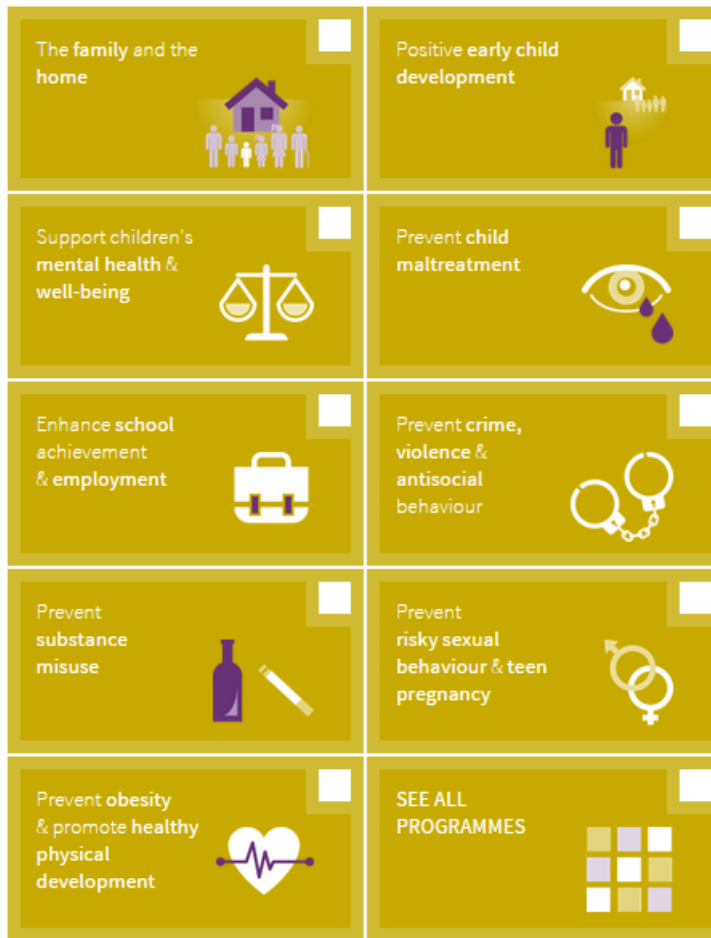 The family and the
home
Positive early child
development
Support children's
mental health &
well-being
Prevent child
maltreatment
Enhance school
achievement
& employment
Prevent crime,
violence &
antisocial
behaviour
Prevent
substance
misuse
Prevent
risky sexual
behaviour & teen
pregnancy
Prevent obesity
& promote healthy
physical
development
SEE ALL
PROGRAMMES